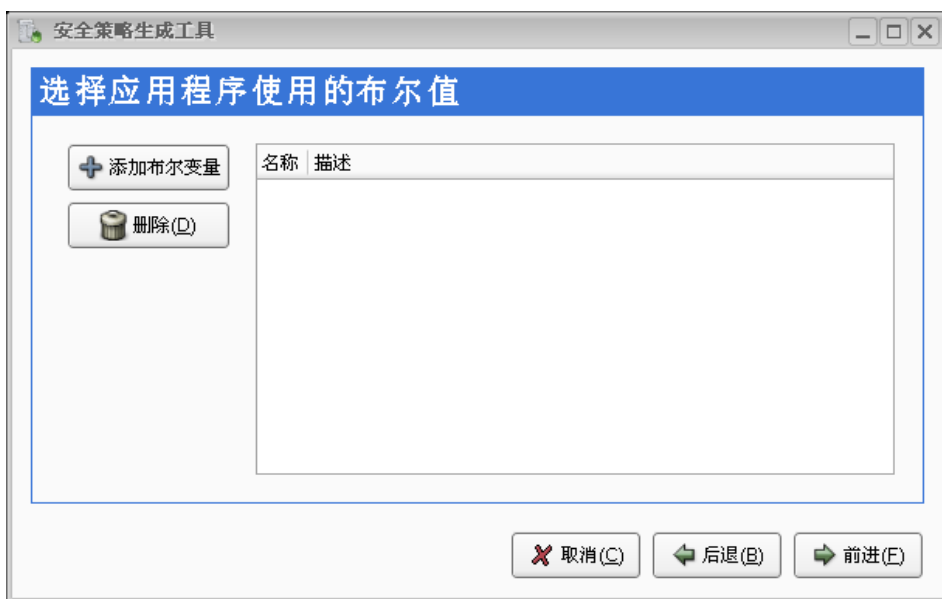 安全策略生成工具
选择应用程序使用的布尔值
添加布尔变量
名称 描述
删除(D)
取消(C) 后退(B) 前进(F)